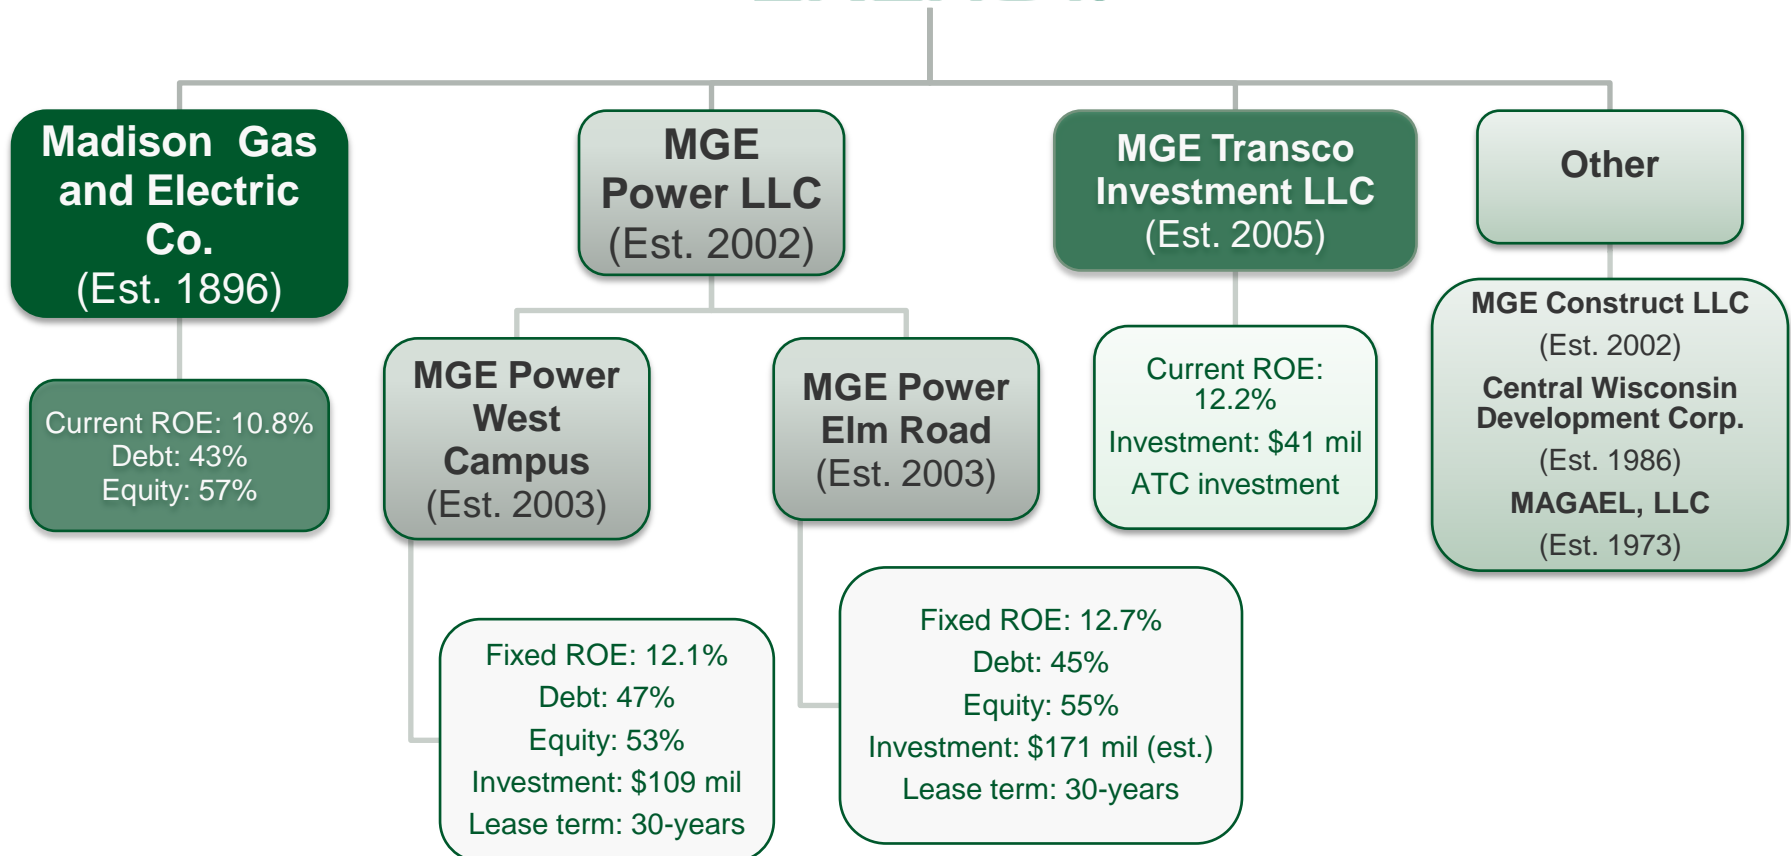 Madison Gas
and Electric
Co.
(Est. 1896)
Current ROE: 10.8%
Debt: 43%
Equity: 57%
MGE
Power LLC
(Est. 2002)
MGE Power
West
Campus
(Est. 2003)
Fixed ROE: 12.1%
Debt: 47%
Equity: 53%
Investment: $109 mil
Lease term: 30-years
MGE Power
Elm Road
(Est. 2003)
Fixed ROE: 12.7%
Debt: 45%
Equity: 55%
Investment: $171 mil (est.)
Lease term: 30-years
MGE Transco
Investment LLC
(Est. 2005)
Current ROE:
12.2%
Investment: $41 mil
ATC investment
Other
MGE Construct LLC
(Est. 2002)
Central Wisconsin
Development Corp.
(Est. 1986)
MAGAEL, LLC
(Est. 1973)